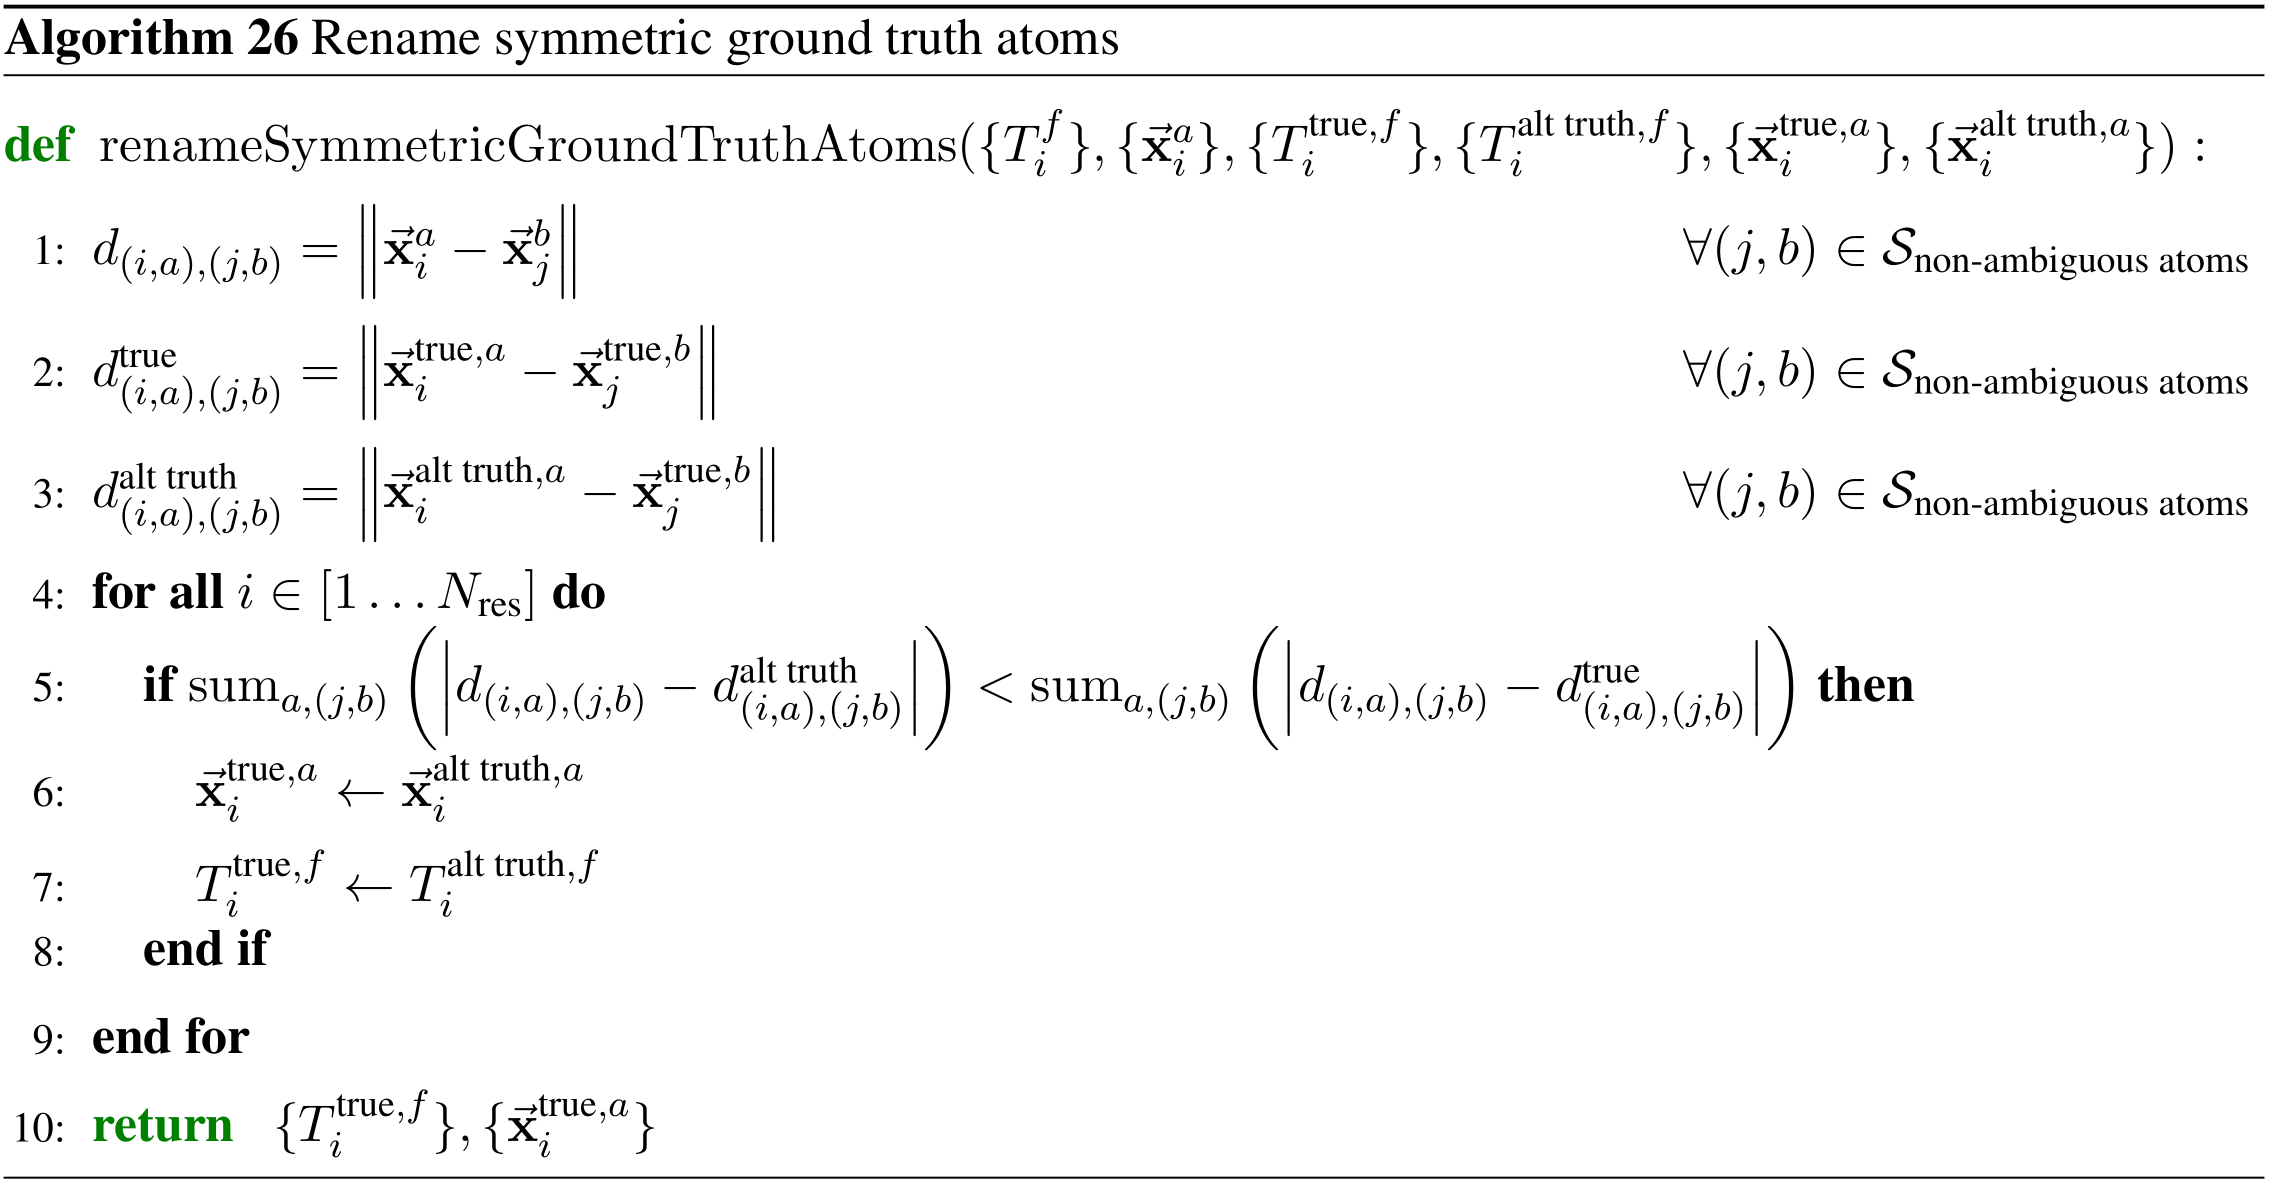 Algorithm 26 Rename symmetric ground truth atoms
def renameSymmetricGroundTruthAtoms($\{T_i^f\}, \{\vec{\mathbf{x}}_i^a\}, \{T_i^{\text{true},f}\}, \{T_i^{\text{alt truth},f}\}, \{\vec{\mathbf{x}}_i^{\text{true},a}\}, \{\vec{\mathbf{x}}_i^{\text{alt truth},a}\}$) :
1: $d_{(i,a),(j,b)} = \left\| \vec{\mathbf{x}}_i^a - \vec{\mathbf{x}}_j^b \right\|$ $\forall (j,b) \in \mathcal{S}_{\text{non-ambiguous atoms}}$
2: $d_{(i,a),(j,b)}^{\text{true}} = \left\| \vec{\mathbf{x}}_i^{\text{true},a} - \vec{\mathbf{x}}_j^{\text{true},b} \right\|$ $\forall (j,b) \in \mathcal{S}_{\text{non-ambiguous atoms}}$
3: $d_{(i,a),(j,b)}^{\text{alt truth}} = \left\| \vec{\mathbf{x}}_i^{\text{alt truth},a} - \vec{\mathbf{x}}_j^{\text{true},b} \right\|$ $\forall (j,b) \in \mathcal{S}_{\text{non-ambiguous atoms}}$
4: for all $i \in [1 \ldots N_{\text{res}}]$ do
5: if $\text{sum}_{a,(j,b)} \left( \left| d_{(i,a),(j,b)} - d_{(i,a),(j,b)}^{\text{alt truth}} \right| \right) < \text{sum}_{a,(j,b)} \left( \left| d_{(i,a),(j,b)} - d_{(i,a),(j,b)}^{\text{true}} \right| \right)$ then
6: $\vec{\mathbf{x}}_i^{\text{true},a} \leftarrow \vec{\mathbf{x}}_i^{\text{alt truth},a}$
7: $T_i^{\text{true},f} \leftarrow T_i^{\text{alt truth},f}$
8: end if
9: end for
10: return $\{T_i^{\text{true},f}\}, \{\vec{\mathbf{x}}_i^{\text{true},a}\}$